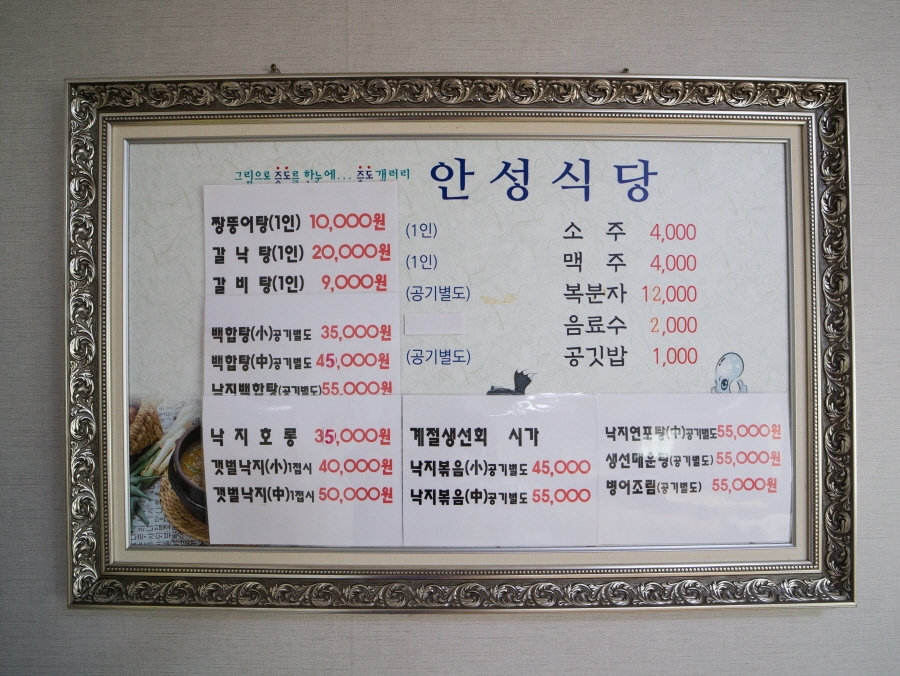 그림으로 증도를 한눈에... 증도갤러리
안성식당
짱뚱어탕(1인) 10,000원
갈낙탕(1인) 20,000원
갈비탕(1인) 9,000원
백합탕(小)공기별도 35,000원
백합탕(中)공기별도 45,000원
낙지백합탕(공기별도)55,000원
낙지호롱 35,000원
갯벌낙지(小)1접시 40,000원
갯벌낙지(中)1접시 50,000원
(1인)
(1인)
(공기별도)
(공기별도)
소주 4,000
맥주 4,000
복분자 12,000
음료수 2,000
공깃밥 1,000
계절생선회 시가
낙지볶음(小)공기별도 45,000
낙지볶음(中)공기별도 55,000
낙지연포탕(中)공기별도55,000원
생선매운탕(공기별도) 55,000원
병어조림(공기별도) 55,000원